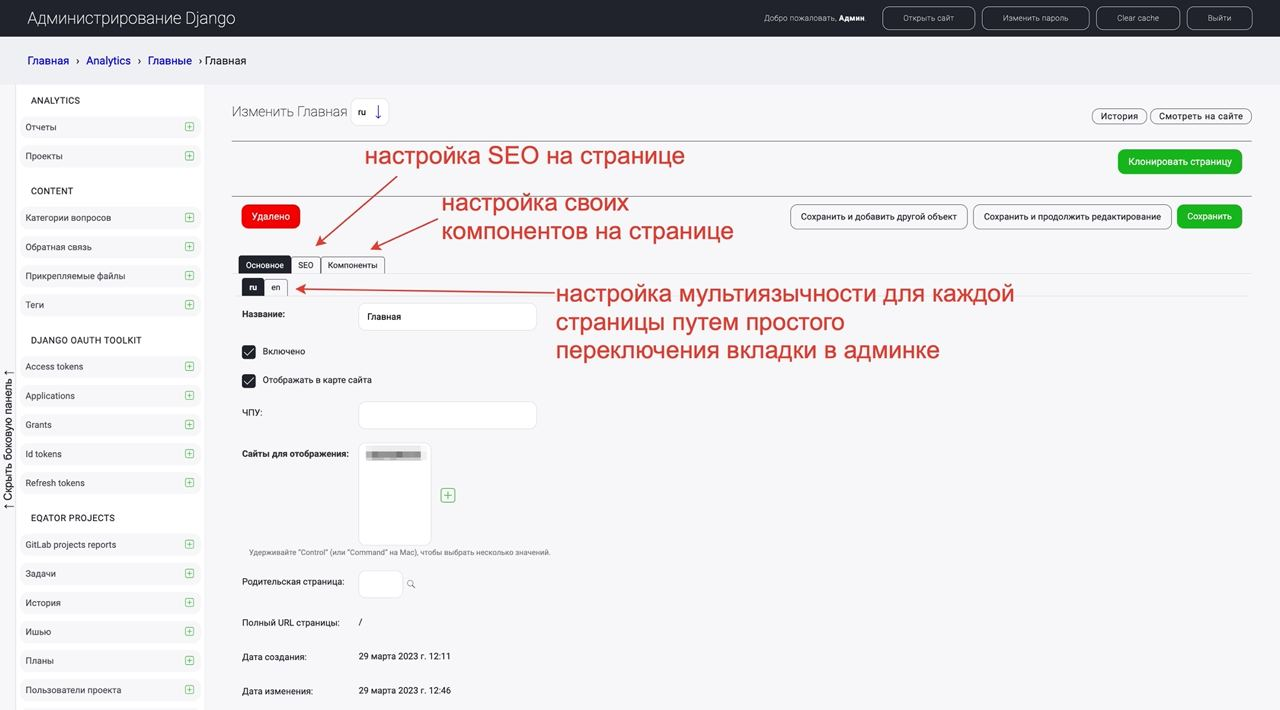 Администрирование Django
Добро пожаловать, Админ.
Открыть сайт
Изменить пароль
Clear cache
Выйти
Главная › Analytics › Главные › Главная
↑ Скрыть боковую панель ↑
ANALYTICS
Отчеты
Проекты
CONTENT
Категории вопросов
Обратная связь
Прикрепляемые файлы
Теги
DJANGO OAUTH TOOLKIT
Access tokens
Applications
Grants
Id tokens
Refresh tokens
EQATOR PROJECTS
GitLab projects reports
Задачи
История
Ишью
Планы
Пользователи проекта
Изменить Главная
ru ↓
История
Смотреть на сайте
настройка SEO на странице
Клонировать страницу
настройка своих
компонентов на странице
Удалено
Сохранить и добавить другой объект
Сохранить и продолжить редактирование
Сохранить
Основное
SEO
Компоненты
ru
en
настройка мультиязычности для каждой
страницы путем простого
переключения вкладки в админке
Название:
Главная
Включено
Отображать в карте сайта
ЧПУ:
Сайты для отображения:
Удерживайте “Control” (или “Command” на Mac), чтобы выбрать несколько значений.
Родительская страница:
Полный URL страницы: /
Дата создания: 29 марта 2023 г. 12:11
Дата изменения: 29 марта 2023 г. 12:46